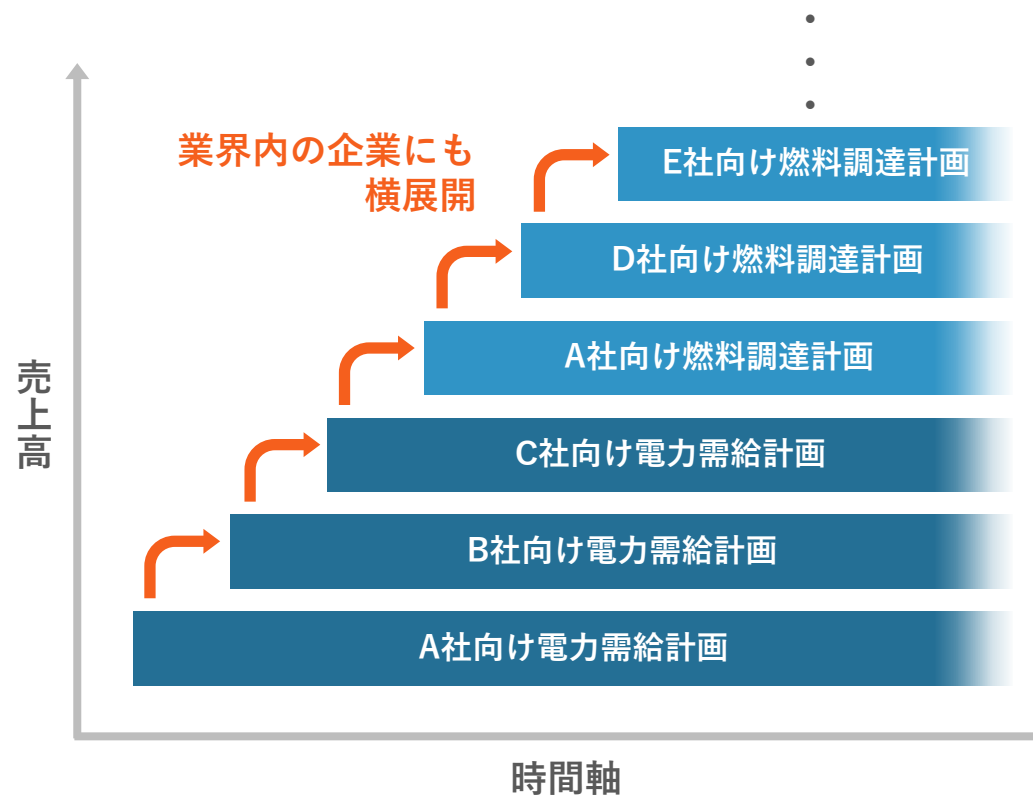 業界内の企業にも
横展開
E社向け燃料調達計画
D社向け燃料調達計画
A社向け燃料調達計画
C社向け電力需給計画
B社向け電力需給計画
A社向け電力需給計画
売上高
時間軸